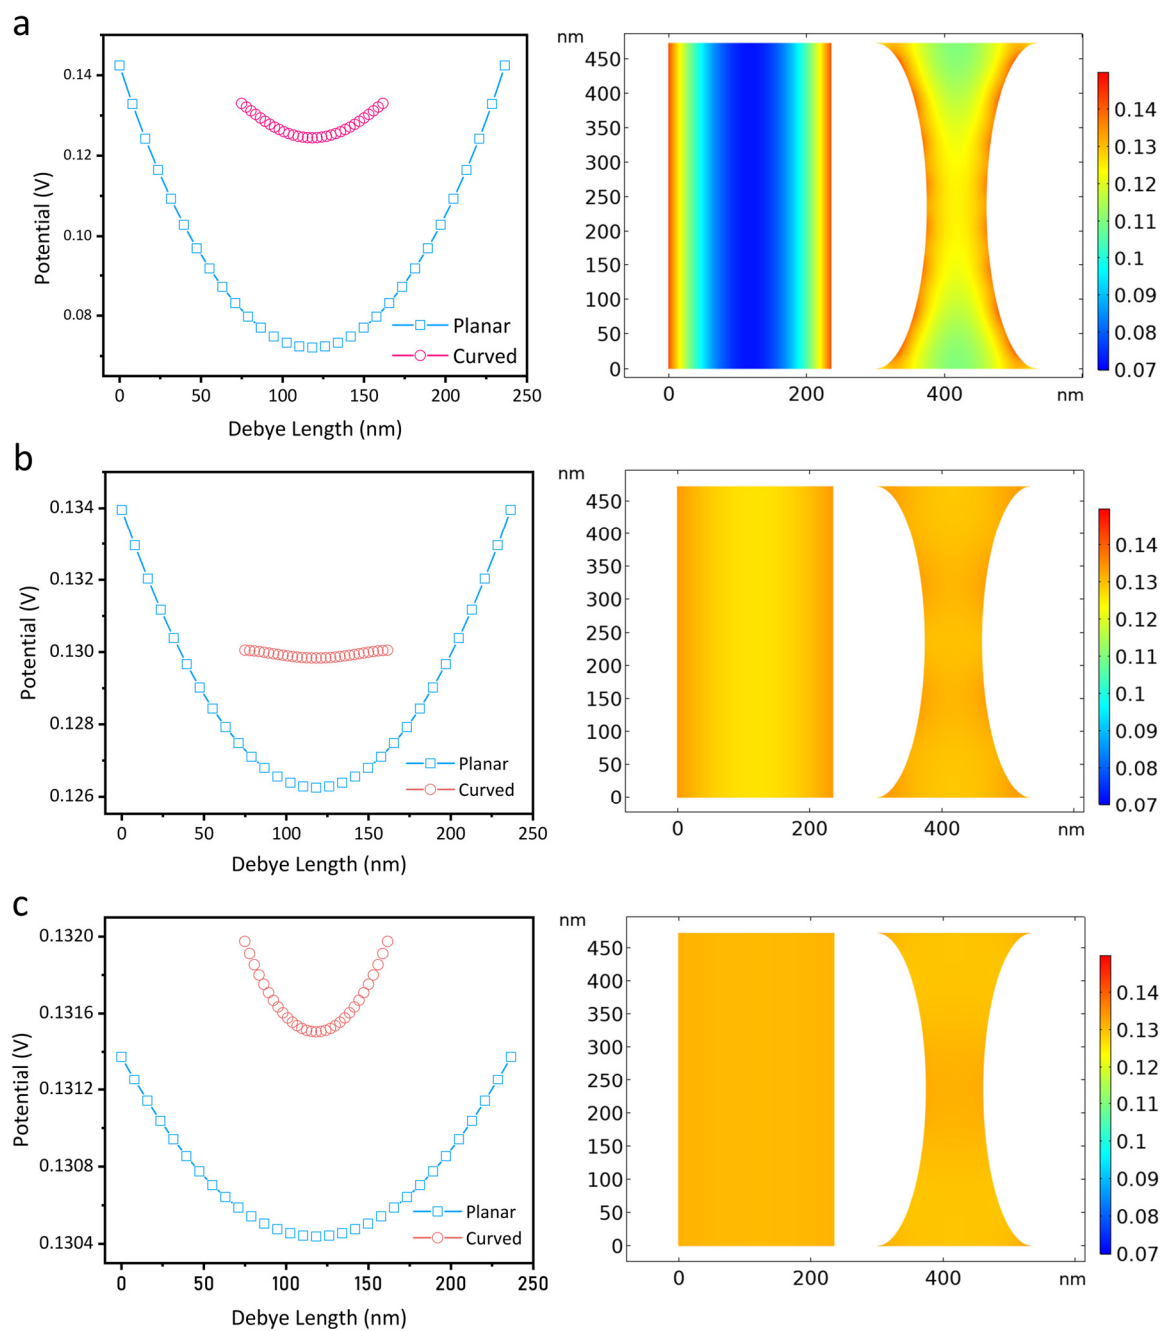 a
0.14
0.12
0.10
0.08
Potential (V)
Planar
Curved
0 50 100 150 200 250
Debye Length (nm)
nm
450
400
350
300
250
200
150
100
50
0
0 200 400 nm
0.14
0.13
0.12
0.11
0.1
0.09
0.08
0.07
b
0.134
0.132
0.130
0.128
0.126
Potential (V)
Planar
Curved
0 50 100 150 200 250
Debye Length (nm)
nm
450
400
350
300
250
200
150
100
50
0
0 200 400 nm
0.14
0.13
0.12
0.11
0.1
0.09
0.08
0.07
c
0.1320
0.1316
0.1312
0.1308
0.1304
Potential (V)
Planar
Curved
0 50 100 150 200 250
Debye Length (nm)
nm
450
400
350
300
250
200
150
100
50
0
0 200 400 nm
0.14
0.13
0.12
0.11
0.1
0.09
0.08
0.07